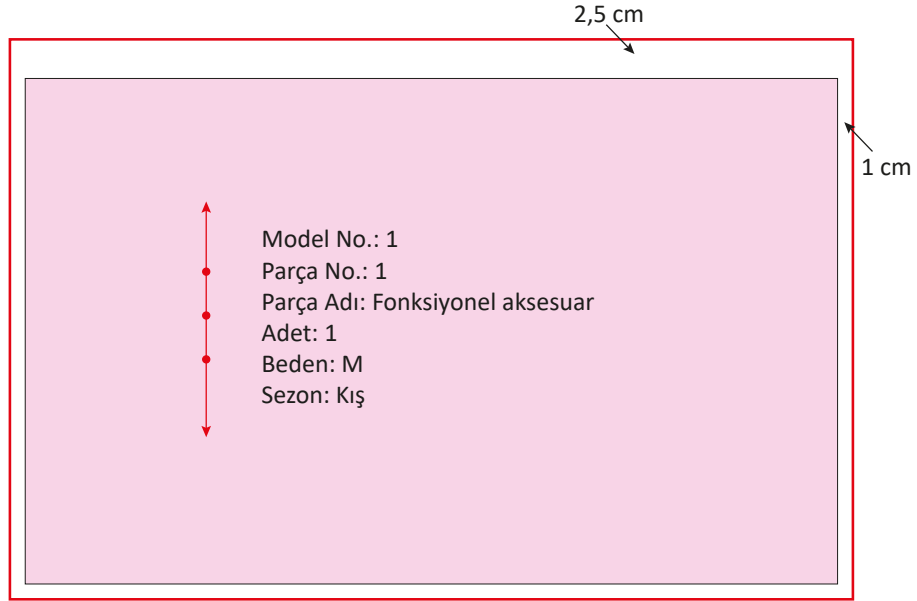 2,5 cm
1 cm
Model No.: 1
Parça No.: 1
Parça Adı: Fonksiyonel aksesuar
Adet: 1
Beden: M
Sezon: Kış